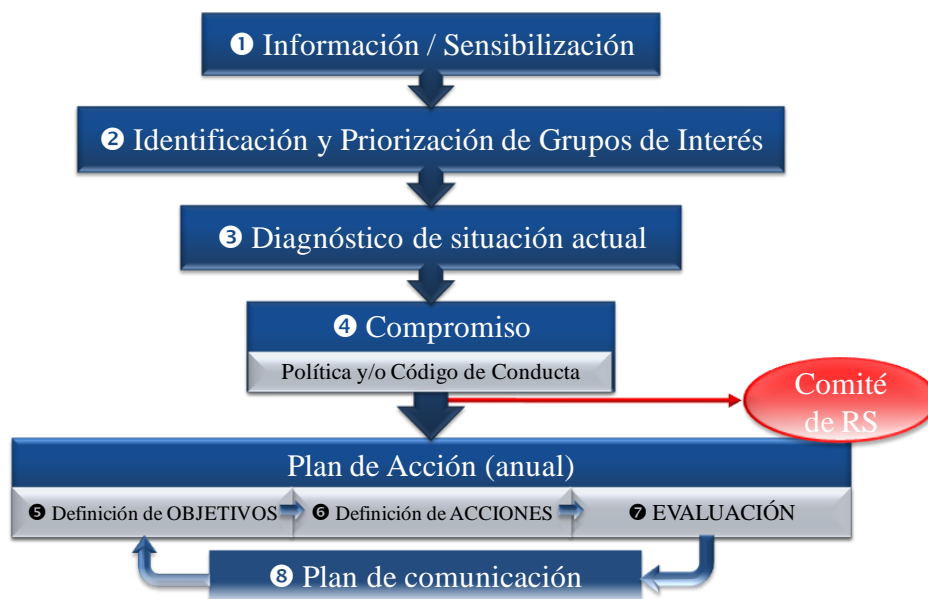 ❶ Información / Sensibilización
❷ Identificación y Priorización de Grupos de Interés
❸ Diagnóstico de situación actual
❹ Compromiso
Política y/o Código de Conducta
Comité
de RS
Plan de Acción (anual)
❺ Definición de OBJETIVOS
❻ Definición de ACCIONES
❼ EVALUACIÓN
❽ Plan de comunicación